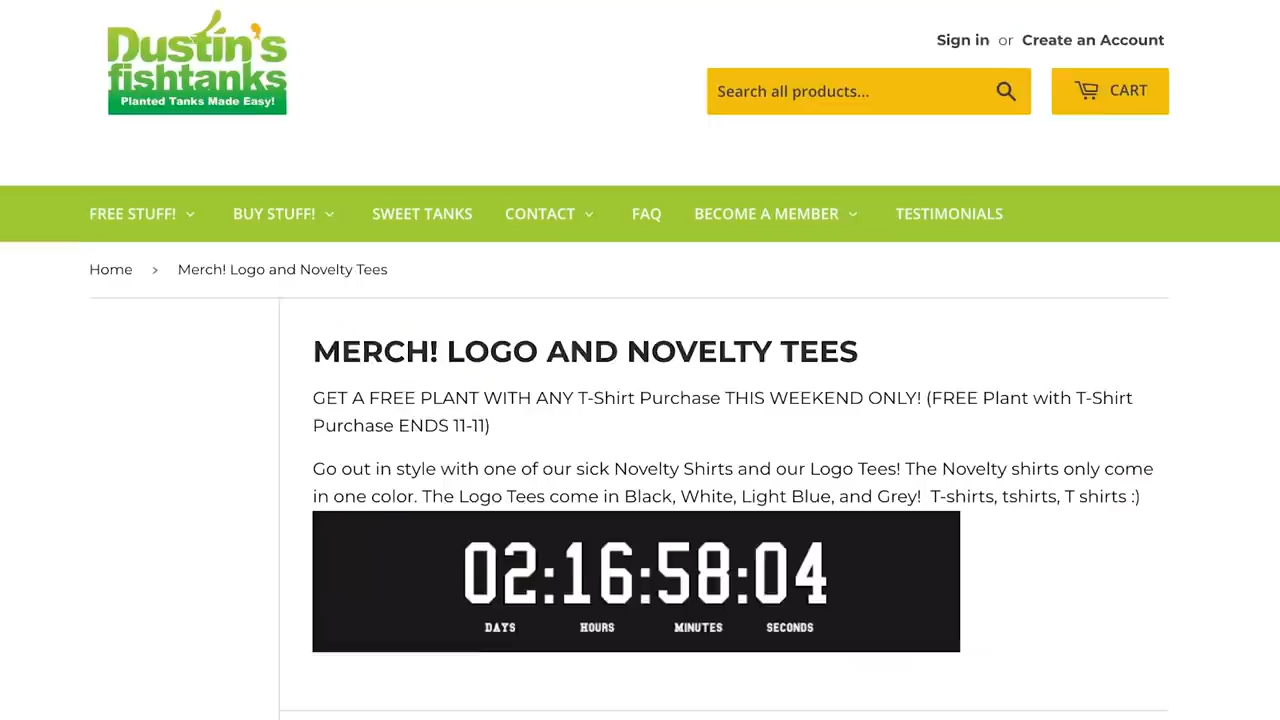 Dustin's
fishtanks
Planted Tanks Made Easy!
Sign in or Create an Account
Search all products...
CART
FREE STUFF! BUY STUFF! SWEET TANKS CONTACT FAQ BECOME A MEMBER TESTIMONIALS
Home › Merch! Logo and Novelty Tees
MERCH! LOGO AND NOVELTY TEES
GET A FREE PLANT WITH ANY T-Shirt Purchase THIS WEEKEND ONLY! (FREE Plant with T-Shirt
Purchase ENDS 11-11)
Go out in style with one of our sick Novelty Shirts and our Logo Tees! The Novelty shirts only come
in one color. The Logo Tees come in Black, White, Light Blue, and Grey!  T-shirts, tshirts, T shirts :)
02:16:58:04
DAYS HOURS MINUTES SECONDS